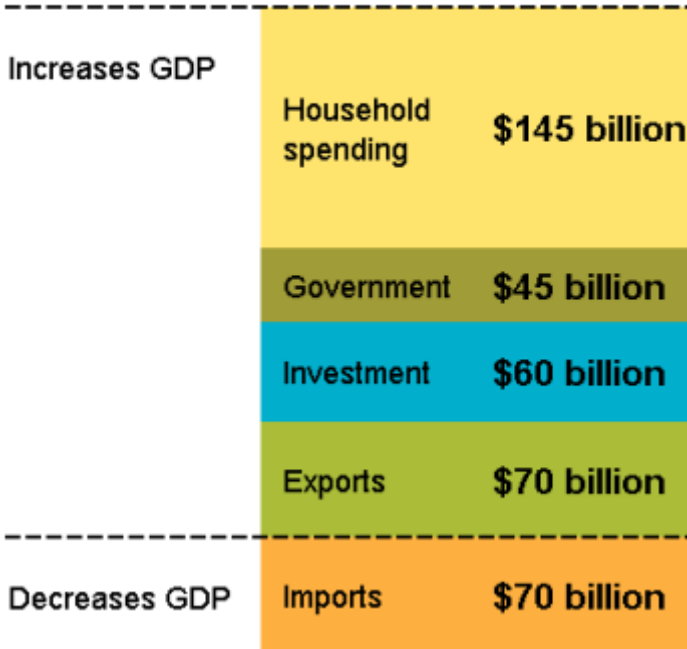 Increases GDP
Household
spending
$145 billion
Government $45 billion
Investment $60 billion
Exports $70 billion
Decreases GDP Imports $70 billion